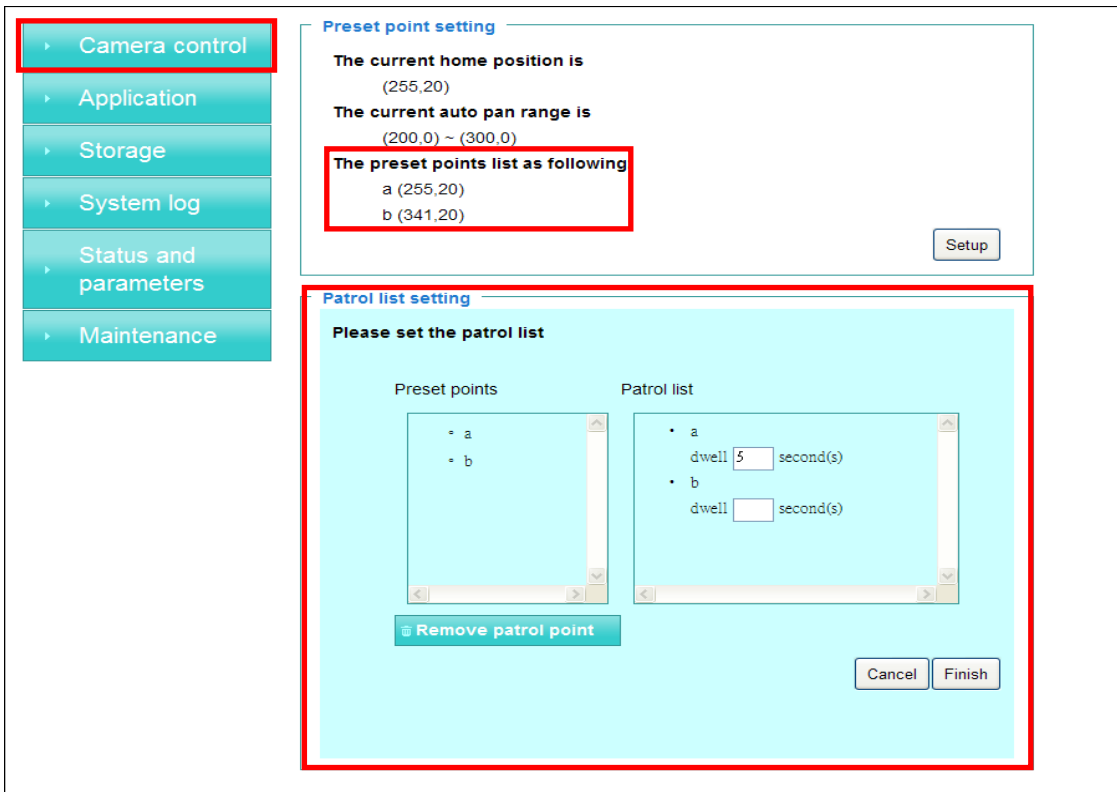 Camera control
Application
Storage
System log
Status and
parameters
Maintenance
Preset point setting
The current home position is
(255,20)
The current auto pan range is
(200,0) ~ (300,0)
The preset points list as following
a (255,20)
b (341,20)
Setup
Patrol list setting
Please set the patrol list
Preset points
a
b
Patrol list
a
dwell 5 second(s)
b
dwell second(s)
Remove patrol point
Cancel Finish